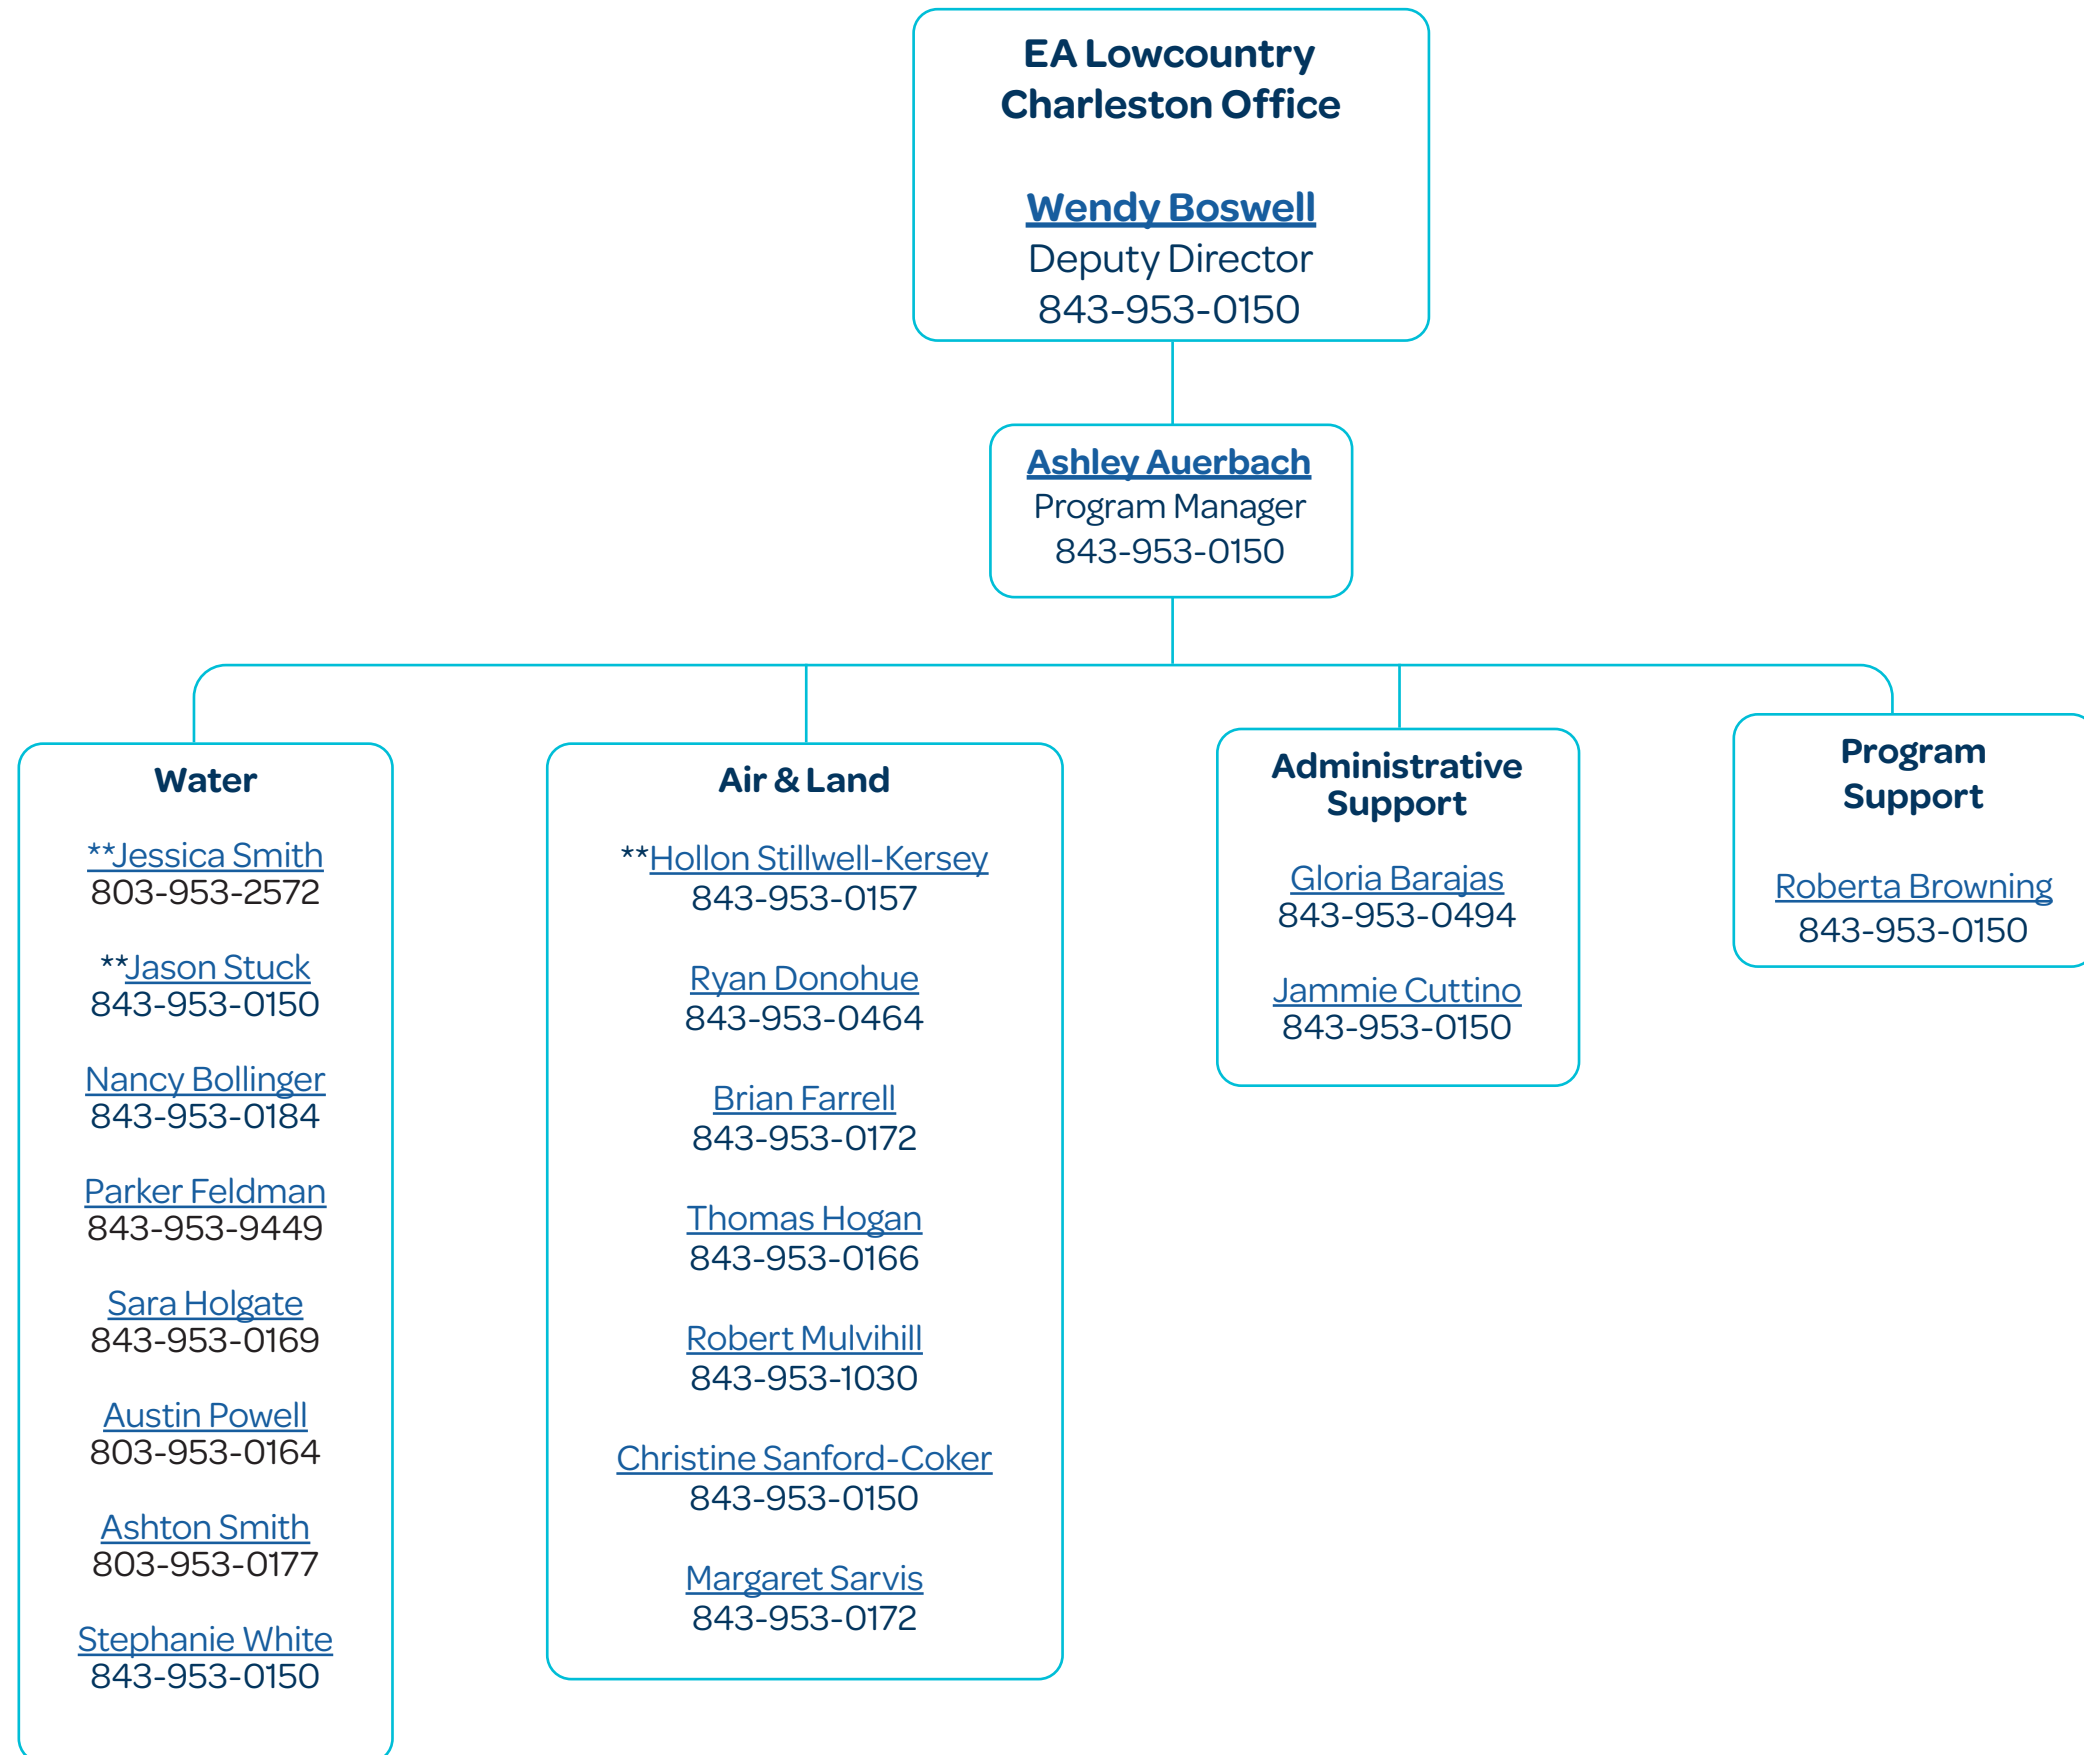 EA Lowcountry
Charleston Office
Wendy Boswell
Deputy Director
843-953-0150
Ashley Auerbach
Program Manager
843-953-0150
Water
**Jessica Smith
803-953-2572
**Jason Stuck
843-953-0150
Nancy Bollinger
843-953-0184
Parker Feldman
843-953-9449
Sara Holgate
843-953-0169
Austin Powell
803-953-0164
Ashton Smith
803-953-0177
Stephanie White
843-953-0150
Air & Land
**Hollon Stillwell-Kersey
843-953-0157
Ryan Donohue
843-953-0464
Brian Farrell
843-953-0172
Thomas Hogan
843-953-0166
Robert Mulvihill
843-953-1030
Christine Sanford-Coker
843-953-0150
Margaret Sarvis
843-953-0172
Administrative
Support
Gloria Barajas
843-953-0494
Jammie Cuttino
843-953-0150
Program
Support
Roberta Browning
843-953-0150